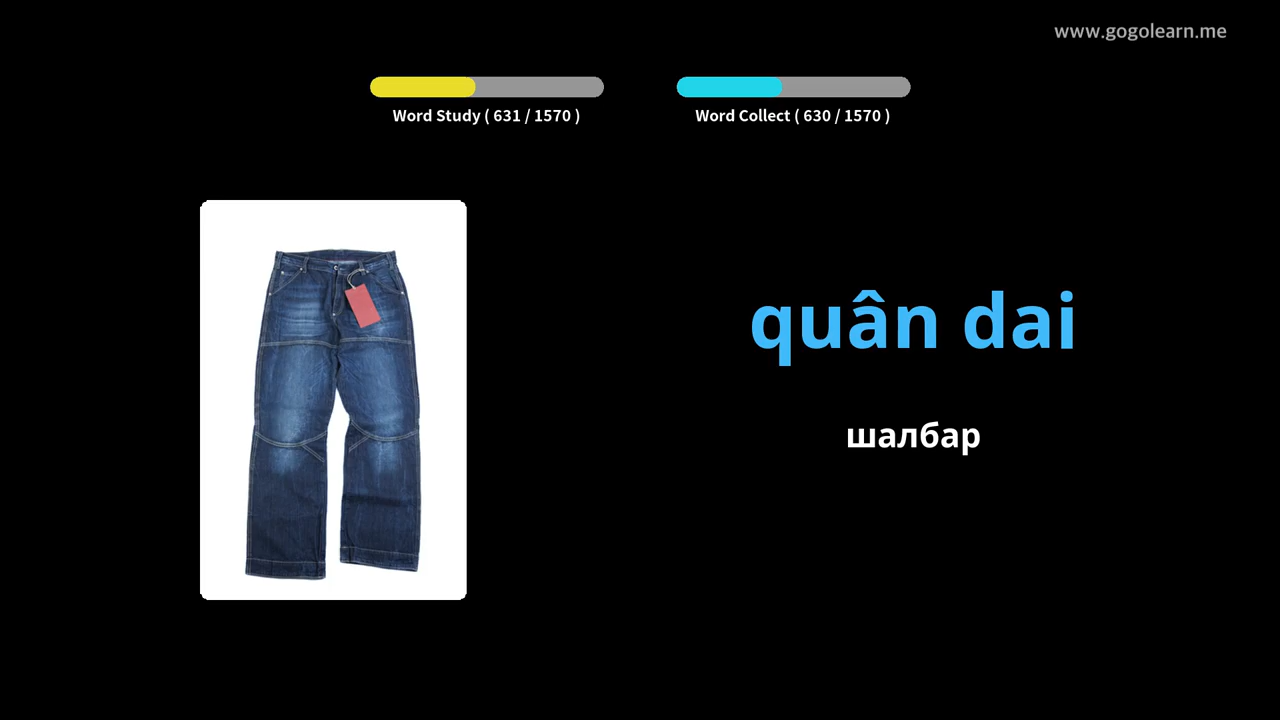 www.gogolearn.me
Word Study ( 631 / 1570 )
Word Collect ( 630 / 1570 )
quân dai
шалбар